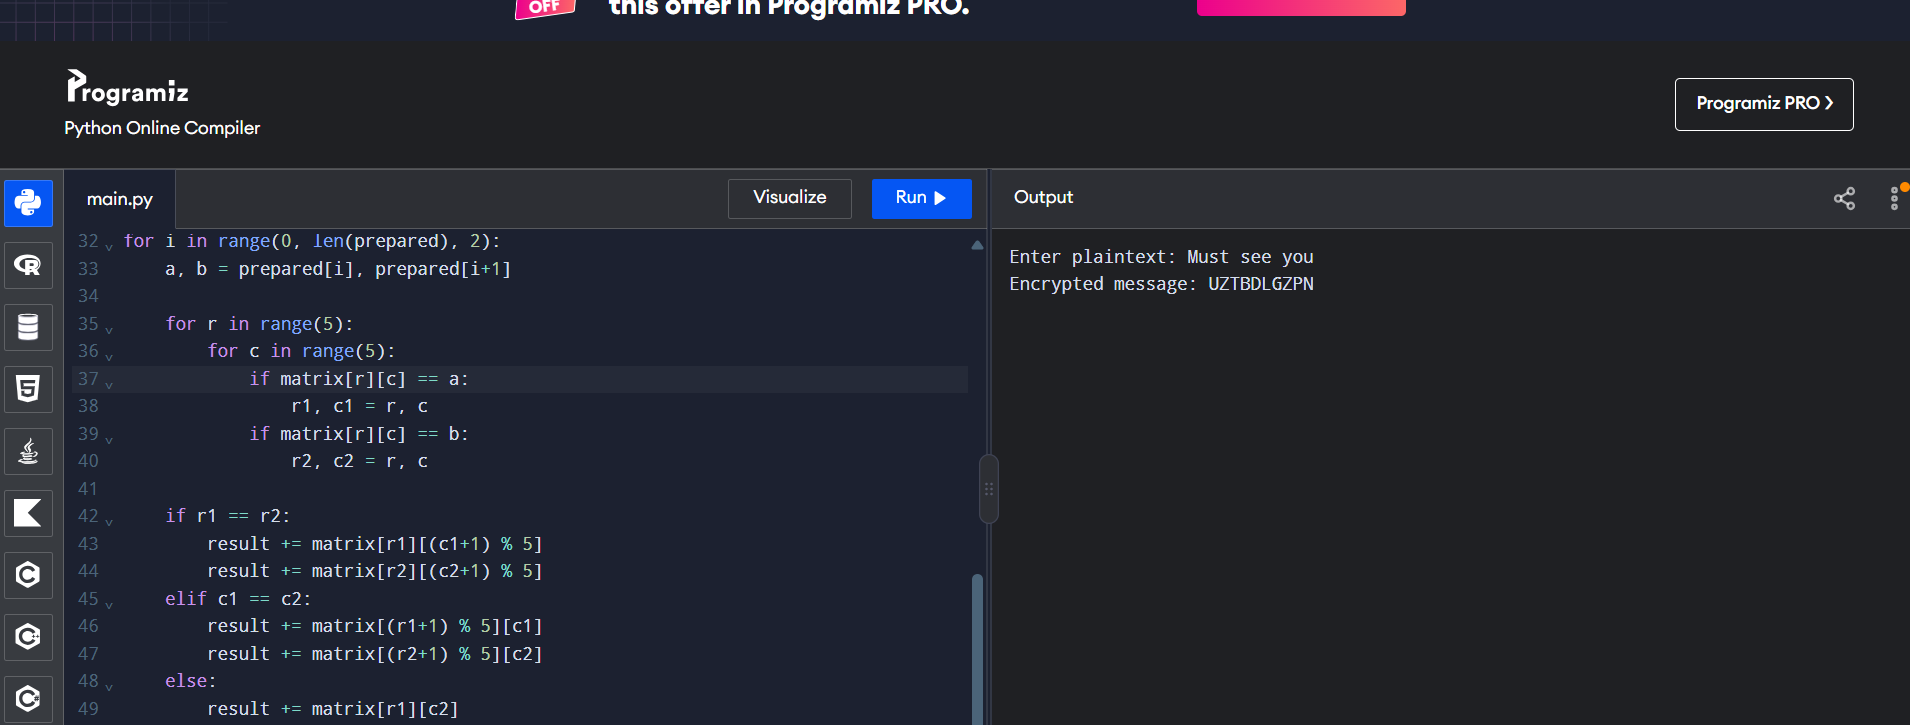 OFF
this offer in Programiz PRO.
Programiz
Python Online Compiler
Programiz PRO
main.py
Visualize
Run
Output
32 for i in range(0, len(prepared), 2):
33 a, b = prepared[i], prepared[i+1]
34
35 for r in range(5):
36 for c in range(5):
37 if matrix[r][c] == a:
38 r1, c1 = r, c
39 if matrix[r][c] == b:
40 r2, c2 = r, c
41
42 if r1 == r2:
43 result += matrix[r1][(c1+1) % 5]
44 result += matrix[r2][(c2+1) % 5]
45 elif c1 == c2:
46 result += matrix[(r1+1) % 5][c1]
47 result += matrix[(r2+1) % 5][c2]
48 else:
49 result += matrix[r1][c2]
Enter plaintext: Must see you
Encrypted message: UZTBDLGZPN